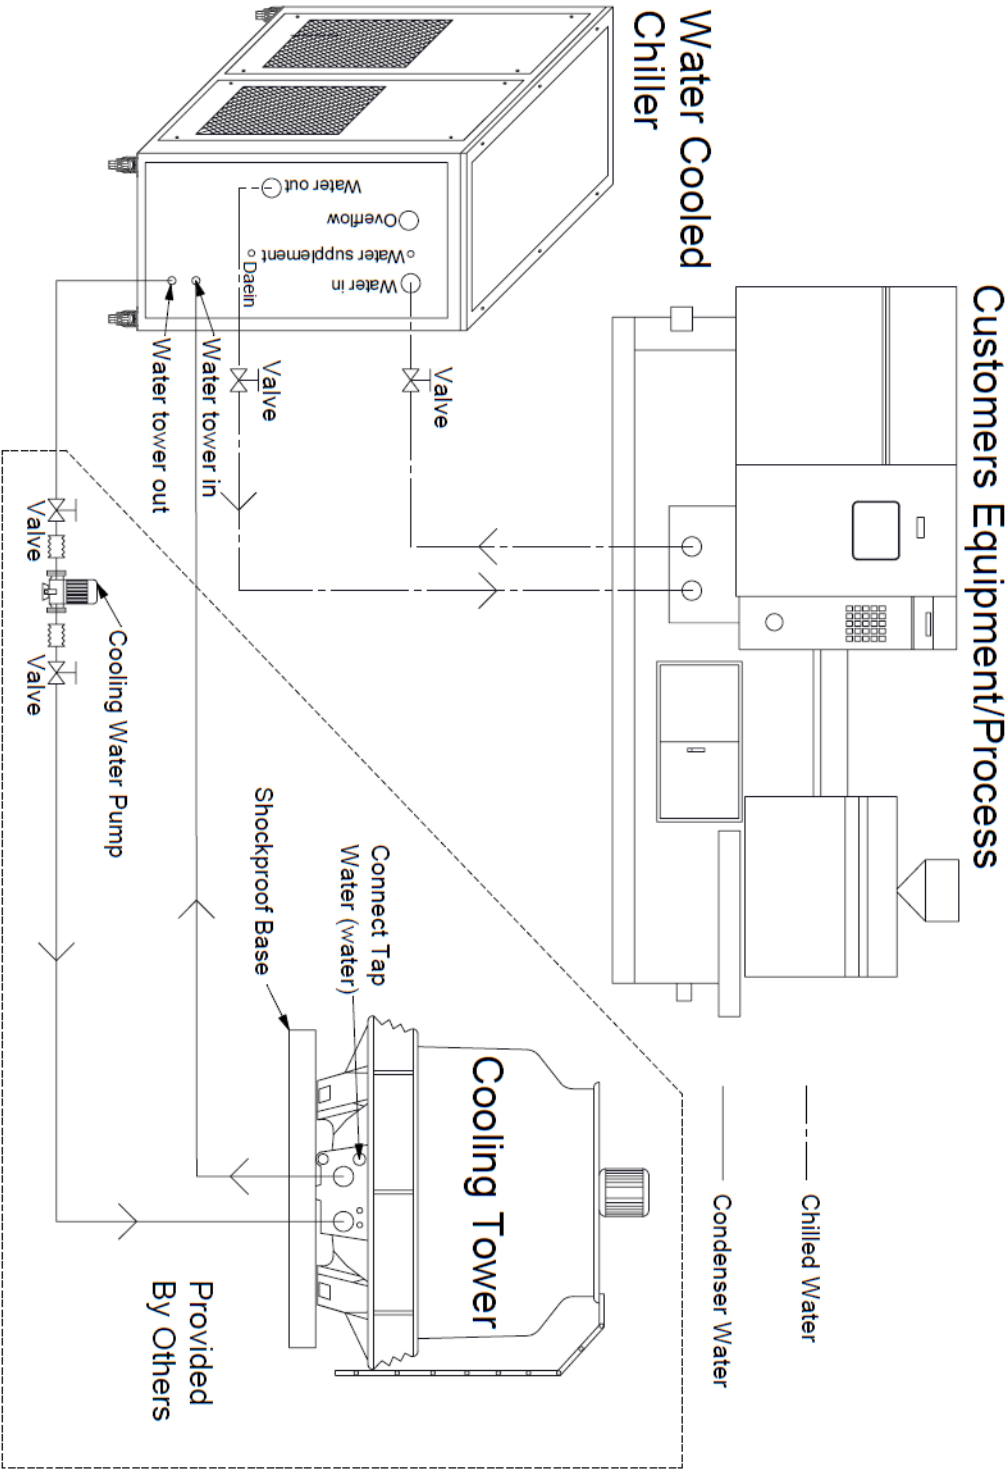 Water Cooled
Chiller
Customers Equipment/Process
Water out
Overflow
Water supplement
Water in
Daein
Valve
Valve
Water tower in
Water tower out
Valve
Valve
Cooling Water Pump
Connect Tap
Water (water)
Shockproof Base
Cooling Tower
Chilled Water
Condenser Water
Provided
By Others